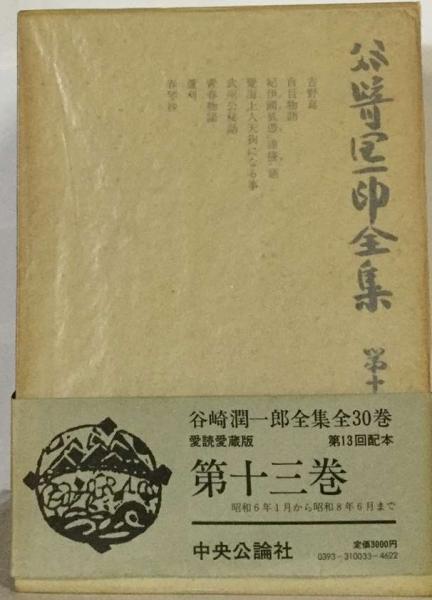 谷崎潤一郎全集 第十
吉野葛
盲目物語
紀伊國狐憑漆掻語
覺海上人天狗になる事
武州公秘話
青春物語
蘆刈
春琴抄
谷崎潤一郎全集全30巻
愛読愛蔵版 第13回配本
第十三巻
昭和6年1月から昭和8年6月まで
中央公論社
定価3000円
0393-310033-4622